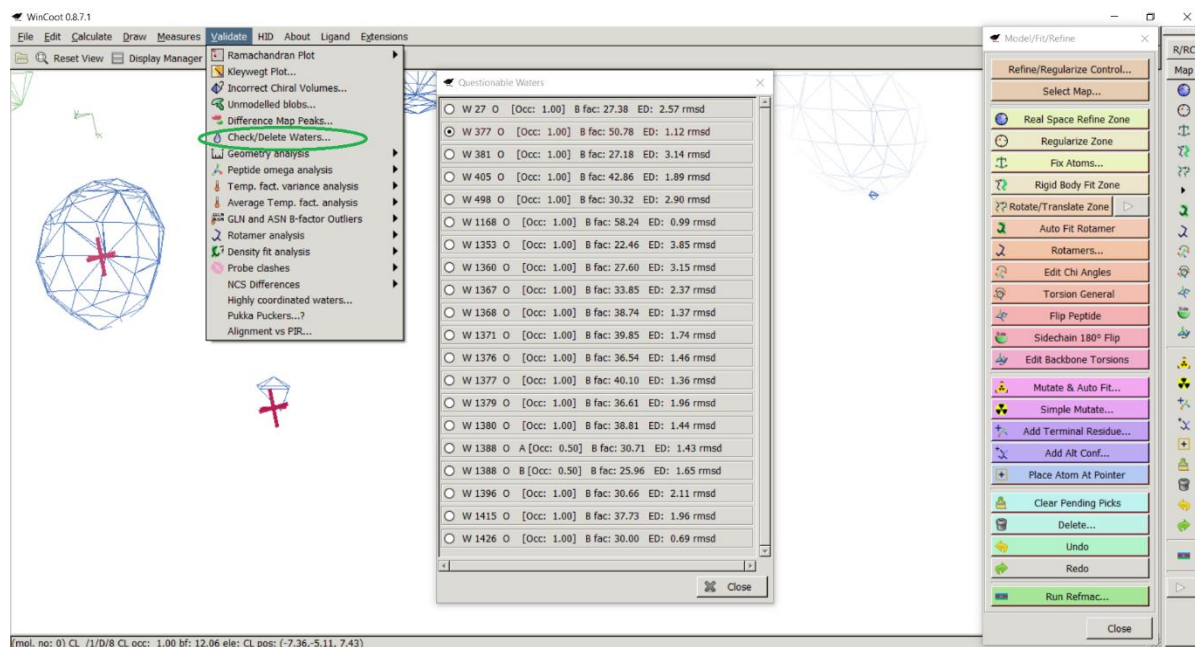 WinCoot 0.8.7.1
File Edit Calculate Draw Measures Validate HID About Ligand Extensions
Reset View Display Manager
Ramachandran Plot
Kleywegt Plot...
Incorrect Chiral Volumes...
Unmodelled blobs...
Difference Map Peaks...
Check/Delete Waters...
Geometry analysis
Peptide omega analysis
Temp. fact. variance analysis
Average Temp. fact. analysis
GLN and ASN B-factor Outliers
Rotamer analysis
Density fit analysis
Probe clashes
NCS Differences
Highly coordinated waters...
Pukka Puckers...?
Alignment vs PIR...
Questionable Waters
W 27 O [Occ: 1.00] B fac: 27.38 ED: 2.57 rmsd
W 377 O [Occ: 1.00] B fac: 50.78 ED: 1.12 rmsd
W 381 O [Occ: 1.00] B fac: 27.18 ED: 3.14 rmsd
W 405 O [Occ: 1.00] B fac: 42.86 ED: 1.89 rmsd
W 498 O [Occ: 1.00] B fac: 30.32 ED: 2.90 rmsd
W 1168 O [Occ: 1.00] B fac: 58.24 ED: 0.99 rmsd
W 1353 O [Occ: 1.00] B fac: 22.46 ED: 3.85 rmsd
W 1360 O [Occ: 1.00] B fac: 27.60 ED: 3.15 rmsd
W 1367 O [Occ: 1.00] B fac: 33.85 ED: 2.37 rmsd
W 1368 O [Occ: 1.00] B fac: 38.74 ED: 1.37 rmsd
W 1371 O [Occ: 1.00] B fac: 39.85 ED: 1.74 rmsd
W 1376 O [Occ: 1.00] B fac: 36.54 ED: 1.46 rmsd
W 1377 O [Occ: 1.00] B fac: 40.10 ED: 1.36 rmsd
W 1379 O [Occ: 1.00] B fac: 36.61 ED: 1.96 rmsd
W 1380 O [Occ: 1.00] B fac: 38.81 ED: 1.44 rmsd
W 1388 O A [Occ: 0.50] B fac: 30.71 ED: 1.43 rmsd
W 1388 O B [Occ: 0.50] B fac: 25.96 ED: 1.65 rmsd
W 1396 O [Occ: 1.00] B fac: 30.66 ED: 2.11 rmsd
W 1415 O [Occ: 1.00] B fac: 37.73 ED: 1.96 rmsd
W 1426 O [Occ: 1.00] B fac: 30.00 ED: 0.69 rmsd
Close
Model/Fit/Refine
Refine/Regularize Control...
Select Map...
Real Space Refine Zone
Regularize Zone
Fix Atoms...
Rigid Body Fit Zone
Rotate/Translate Zone
Auto Fit Rotamer
Rotamers...
Edit Chi Angles
Torsion General
Flip Peptide
Sidechain 180° Flip
Edit Backbone Torsions
Mutate & Auto Fit...
Simple Mutate...
Add Terminal Residue...
Add Alt Conf...
Place Atom At Pointer
Clear Pending Picks
Delete...
Undo
Redo
Run Refmac...
Close
R/RC
Map
(mol. no: 0) CL /1/D/8 CL occ: 1.00 bf: 12.06 ele: CL pos: (-7.36,-5.11, 7.43)